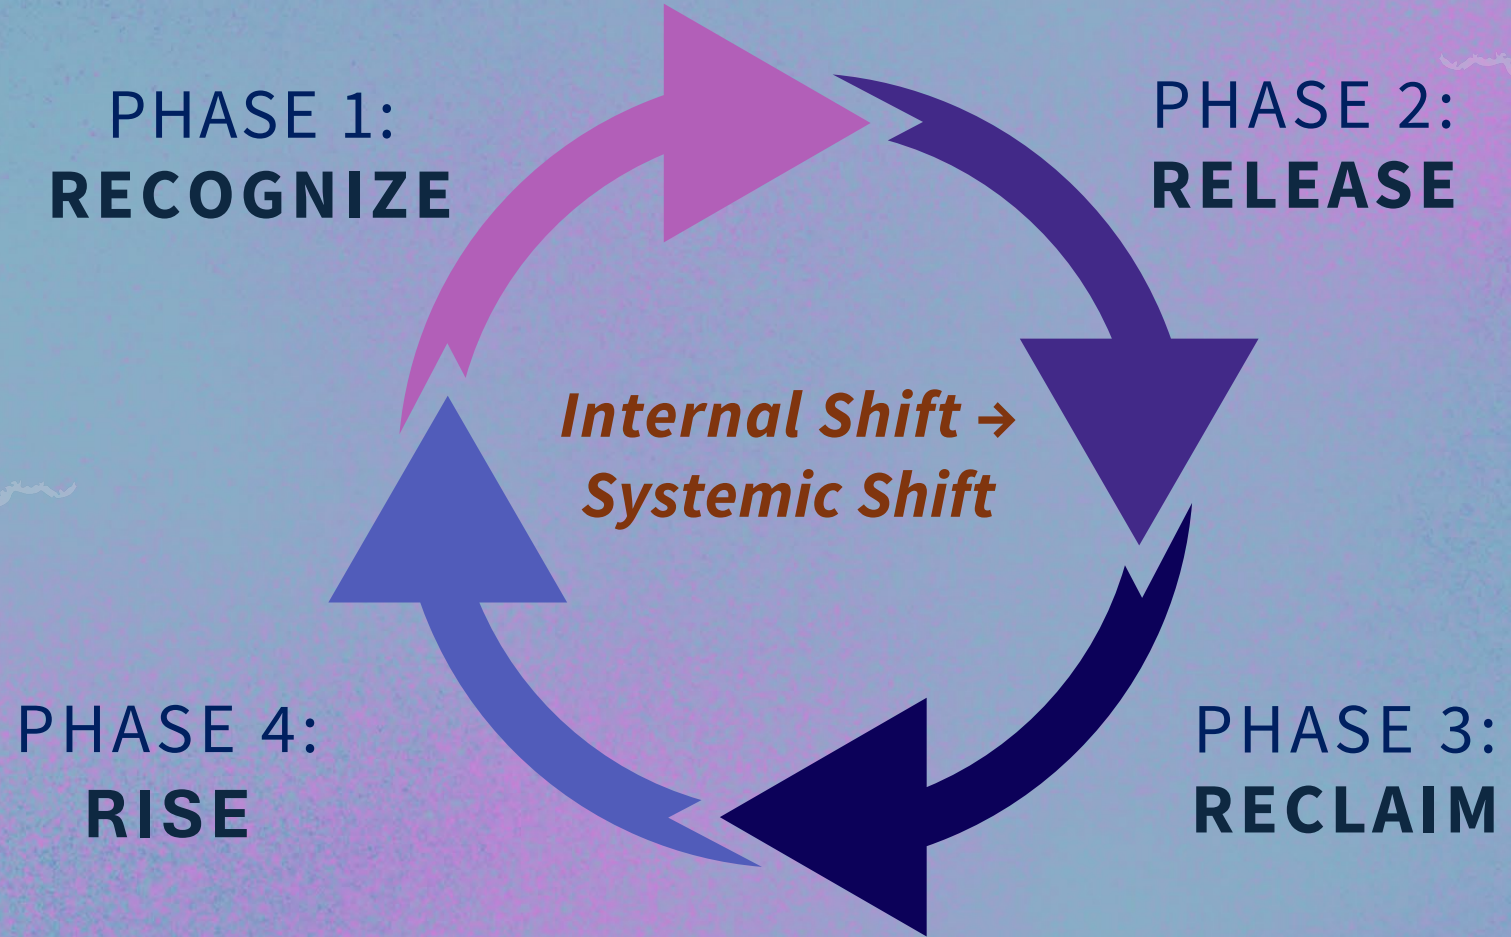 PHASE 1:
RECOGNIZE
PHASE 2:
RELEASE
Internal Shift →
Systemic Shift
PHASE 3:
RECLAIM
PHASE 4:
RISE